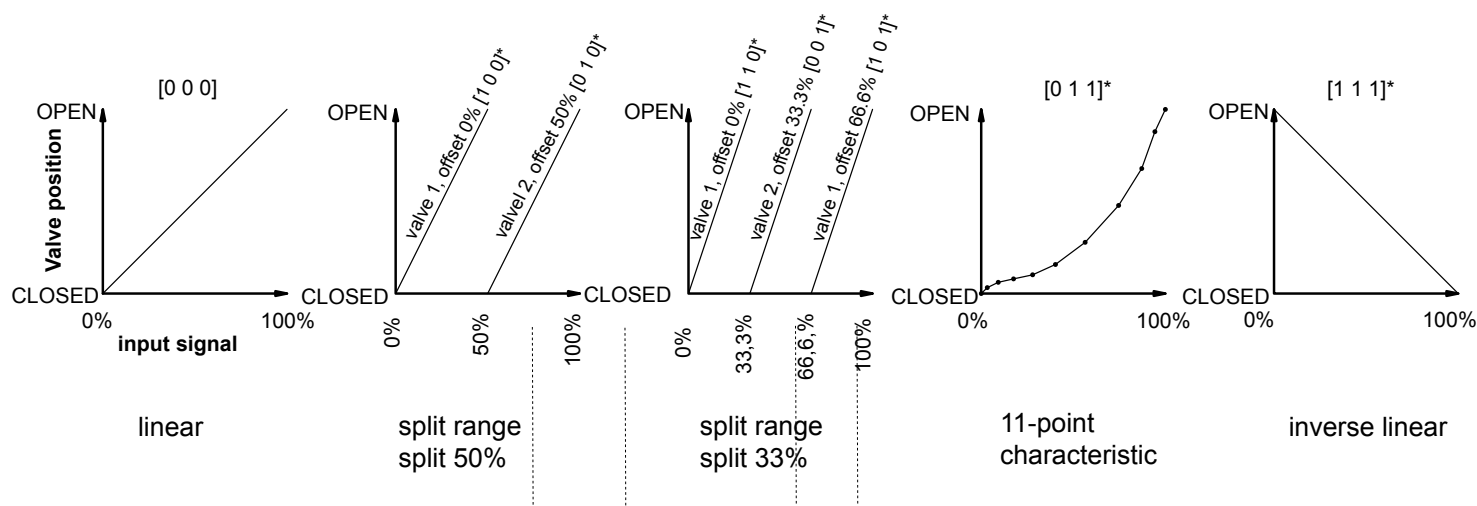 [0 0 0]
OPEN
Valve position
CLOSED
0%
100%
input signal
linear
valve 1, offset 0% [1 0 0]*
valvel 2, offset 50% [0 1 0]*
OPEN
CLOSED
0%
50%
100%
split range
split 50%
valve 1, offset 0% [1 1 0]*
valve 2, offset 33.3% [0 0 1]*
valve 1, offset 66.6% [1 0 1]*
OPEN
CLOSED
0%
33,3%
66,6,%
100%
split range
split 33%
[0 1 1]*
OPEN
CLOSED
0%
100%
11-point
characteristic
[1 1 1]*
OPEN
CLOSED
0%
100%
inverse linear